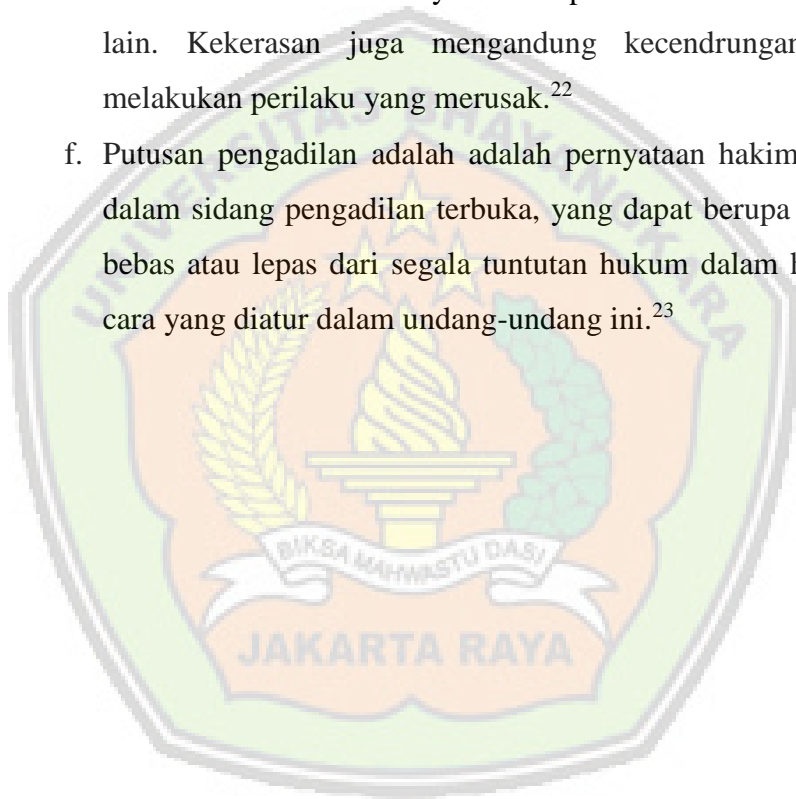 lain. Kekerasan juga mengandung kecendrungan
melakukan perilaku yang merusak.22
f. Putusan pengadilan adalah adalah pernyataan hakim
dalam sidang pengadilan terbuka, yang dapat berupa
bebas atau lepas dari segala tuntutan hukum dalam h
cara yang diatur dalam undang-undang ini.23
UNIVERSITAS BHAYANGKARA
BIKSA MAHWASTU DASI
JAKARTA RAYA